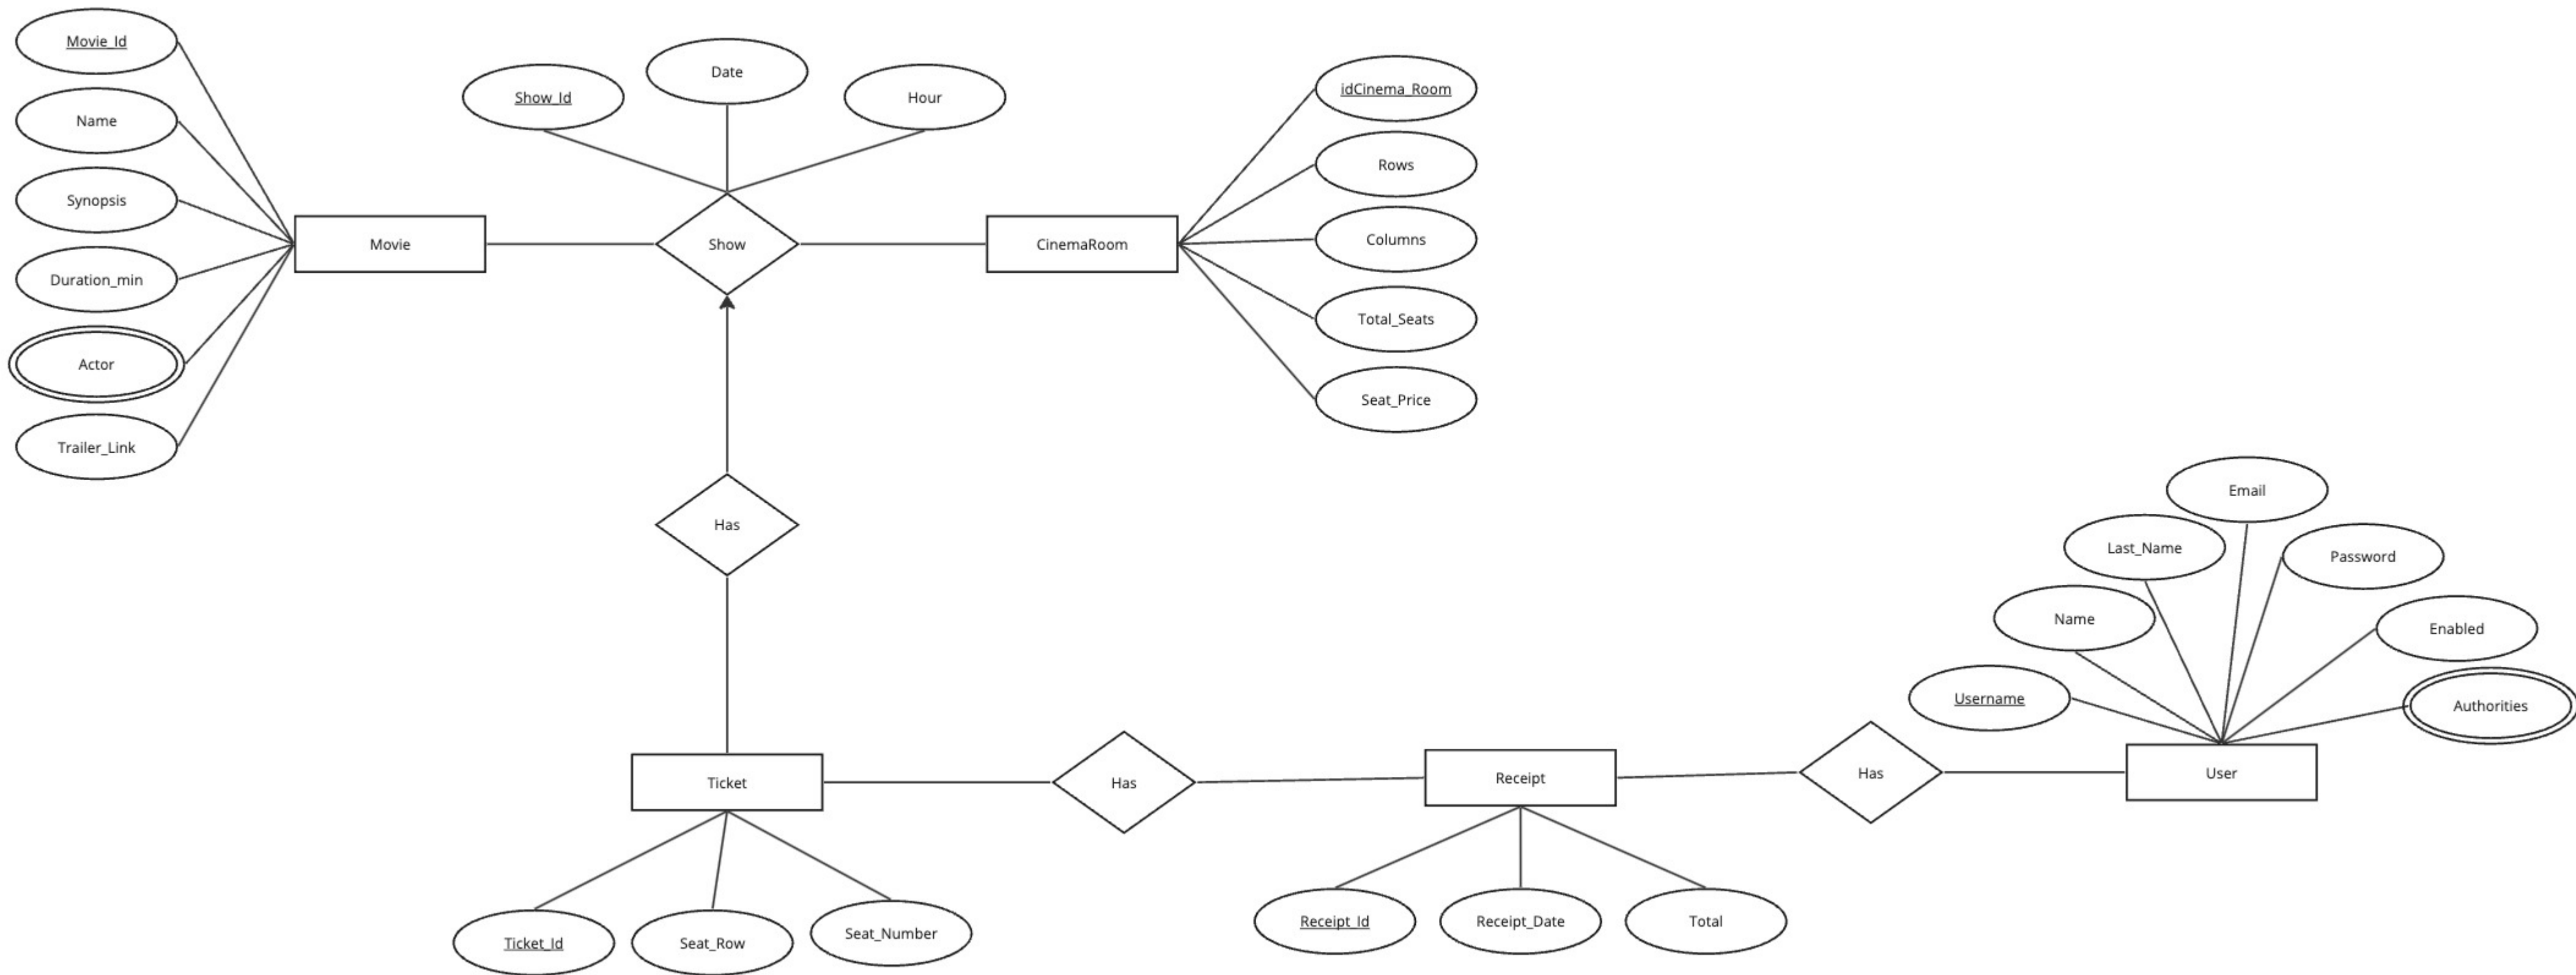 Movie_Id
Name
Synopsis
Duration_min
Actor
Trailer_Link
Movie
Show_Id
Date
Hour
Show
CinemaRoom
idCinema_Room
Rows
Columns
Total_Seats
Seat_Price
Has
Ticket
Ticket_Id
Seat_Row
Seat_Number
Has
Receipt
Receipt_Id
Receipt_Date
Total
Has
User
Username
Name
Last_Name
Email
Password
Enabled
Authorities